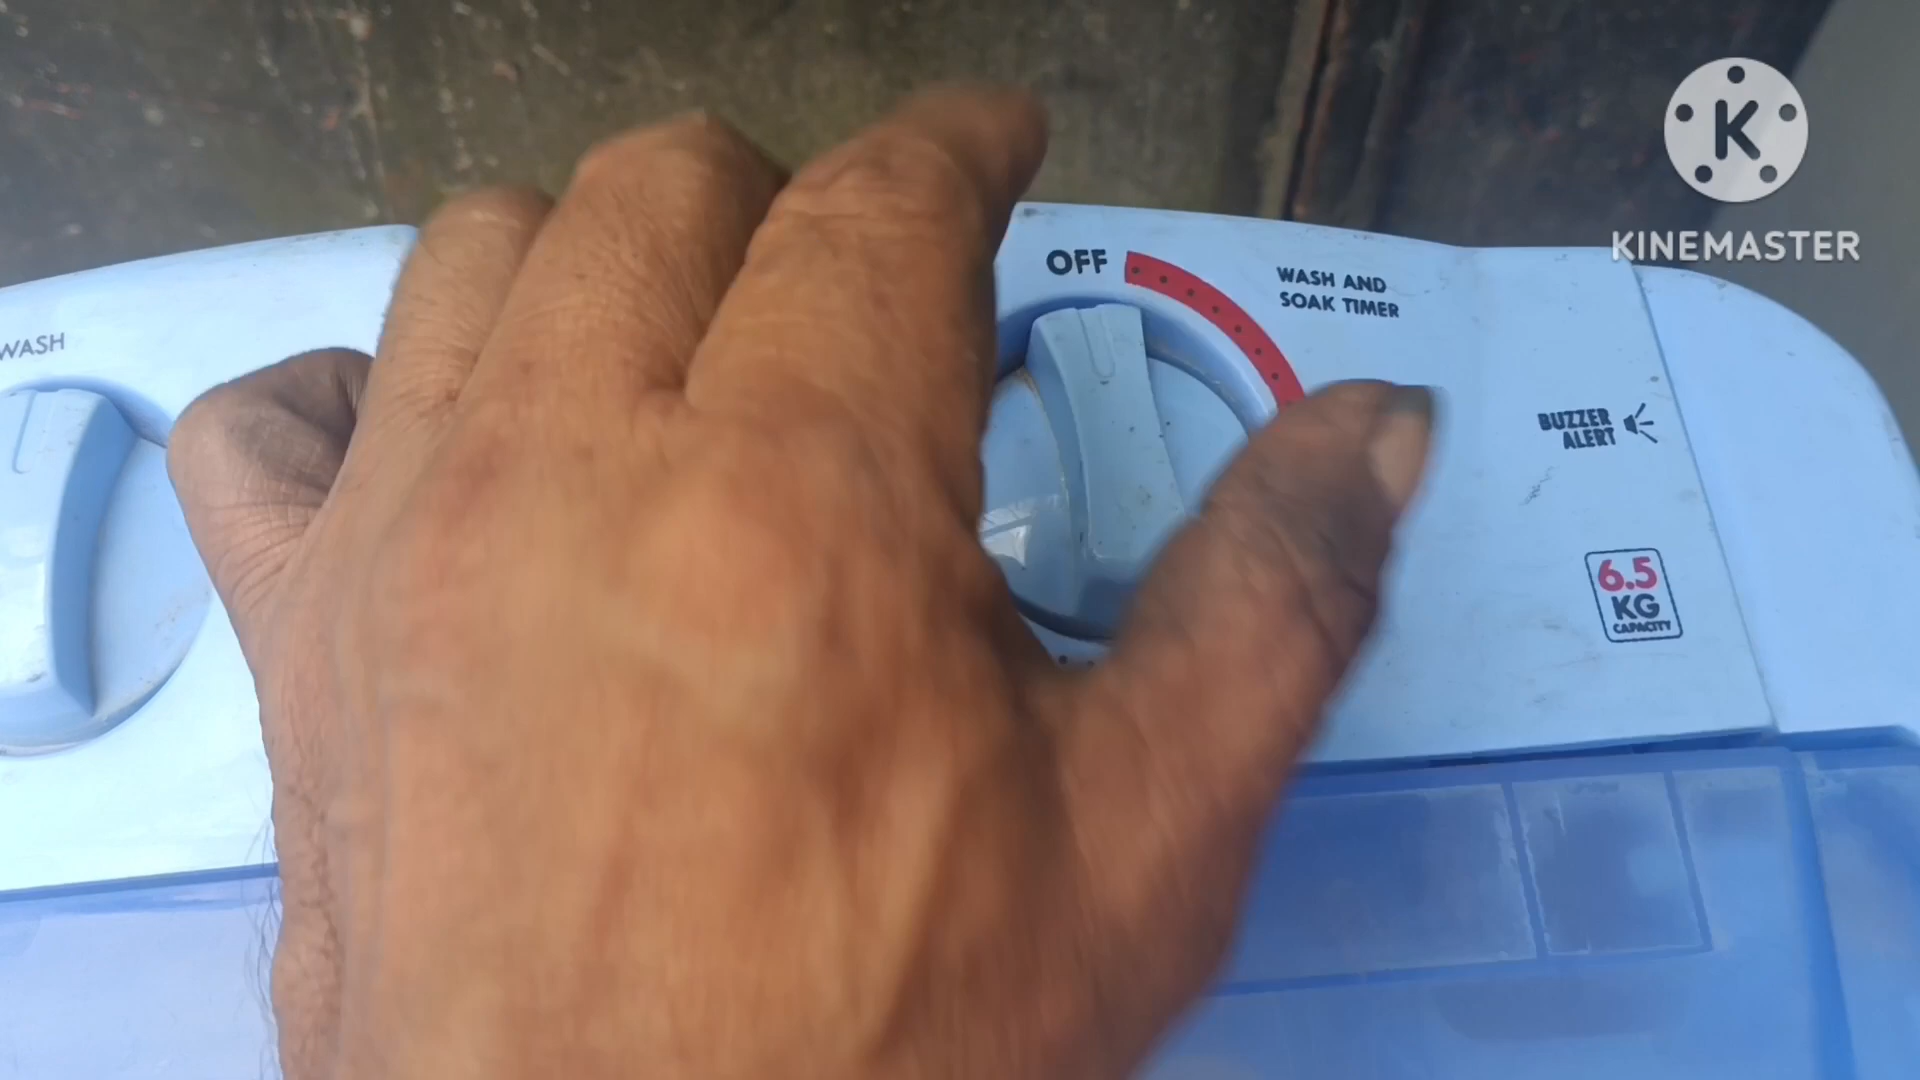 K
KINEMASTER
OFF
WASH AND
SOAK TIMER
WASH
BUZZER
ALERT
6.5
KG
CAPACITY